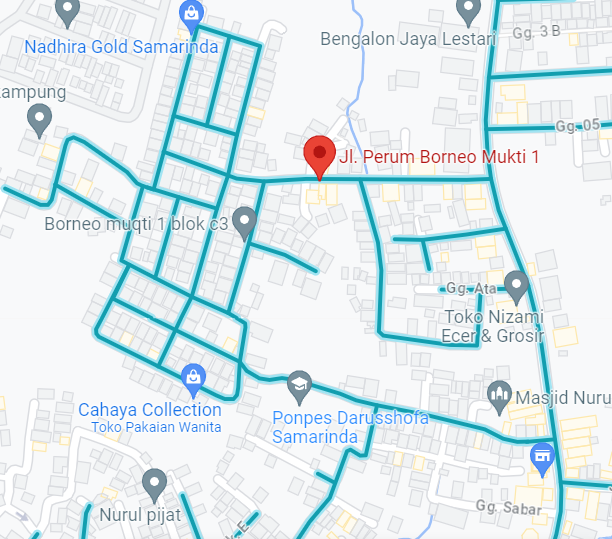 Nadhira Gold Samarinda
Bengalon Jaya Lestari
Gg. 3 B
ampung
Gg. 05
Jl. Perum Borneo Mukti 1
Borneo muqti 1 blok c3
Gg. Ata
Toko Nizami
Ecer & Grosir
Cahaya Collection
Toko Pakaian Wanita
Ponpes Darusshofa
Samarinda
Masjid Nuru
Nurul pijat
Gg. Sabar